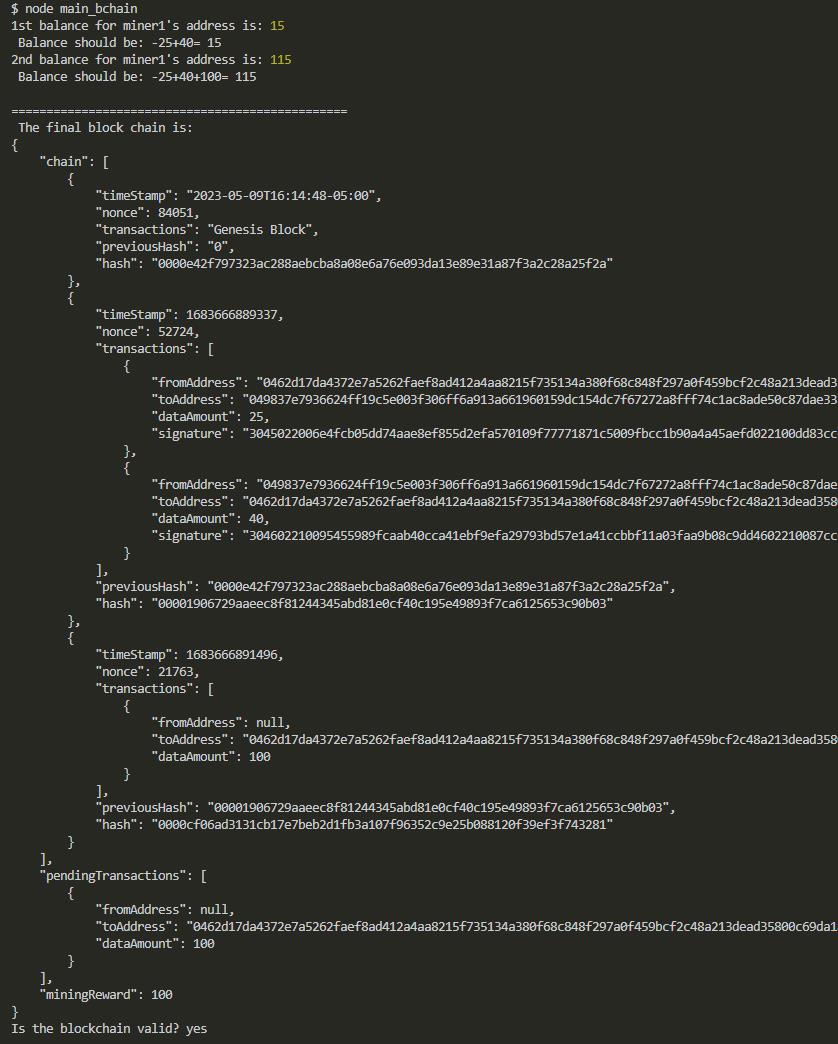 $ node main_bchain
1st balance for miner1's address is: 15
 Balance should be: -25+40= 15
2nd balance for miner1's address is: 115
 Balance should be: -25+40+100= 115

================================================
 The final block chain is:
{
    "chain": [
        {
            "timeStamp": "2023-05-09T16:14:48-05:00",
            "nonce": 84051,
            "transactions": "Genesis Block",
            "previousHash": "0",
            "hash": "0000e42f797323ac288aebcba8a08e6a76e093da13e89e31a87f3a2c28a25f2a"
        },
        {
            "timeStamp": 1683666889337,
            "nonce": 52724,
            "transactions": [
                {
                    "fromAddress": "0462d17da4372e7a5262faef8ad412a4aa8215f735134a380f68c848f297a0f459bcf2c48a213dead3
                    "toAddress": "049837e7936624ff19c5e003f306ff6a913a661960159dc154dc7f67272a8fff74c1ac8ade50c87dae33
                    "dataAmount": 25,
                    "signature": "3045022006e4fcb05dd74aae8ef855d2efa570109f77771871c5009fbcc1b90a4a45aefd022100dd83cc
                },
                {
                    "fromAddress": "049837e7936624ff19c5e003f306ff6a913a661960159dc154dc7f67272a8fff74c1ac8ade50c87dae
                    "toAddress": "0462d17da4372e7a5262faef8ad412a4aa8215f735134a380f68c848f297a0f459bcf2c48a213dead358
                    "dataAmount": 40,
                    "signature": "304602210095455989fcaab40cca41ebf9efa29793bd57e1a41ccbbf11a03faa9b08c9dd4602210087cc
                }
            ],
            "previousHash": "0000e42f797323ac288aebcba8a08e6a76e093da13e89e31a87f3a2c28a25f2a",
            "hash": "00001906729aaeec8f81244345abd81e0cf40c195e49893f7ca6125653c90b03"
        },
        {
            "timeStamp": 1683666891496,
            "nonce": 21763,
            "transactions": [
                {
                    "fromAddress": null,
                    "toAddress": "0462d17da4372e7a5262faef8ad412a4aa8215f735134a380f68c848f297a0f459bcf2c48a213dead358
                    "dataAmount": 100
                }
            ],
            "previousHash": "00001906729aaeec8f81244345abd81e0cf40c195e49893f7ca6125653c90b03",
            "hash": "0000cf06ad3131cb17e7beb2d1fb3a107f96352c9e25b088120f39ef3f743281"
        }
    ],
    "pendingTransactions": [
        {
            "fromAddress": null,
            "toAddress": "0462d17da4372e7a5262faef8ad412a4aa8215f735134a380f68c848f297a0f459bcf2c48a213dead35800c69da1
            "dataAmount": 100
        }
    ],
    "miningReward": 100
}
Is the blockchain valid? yes